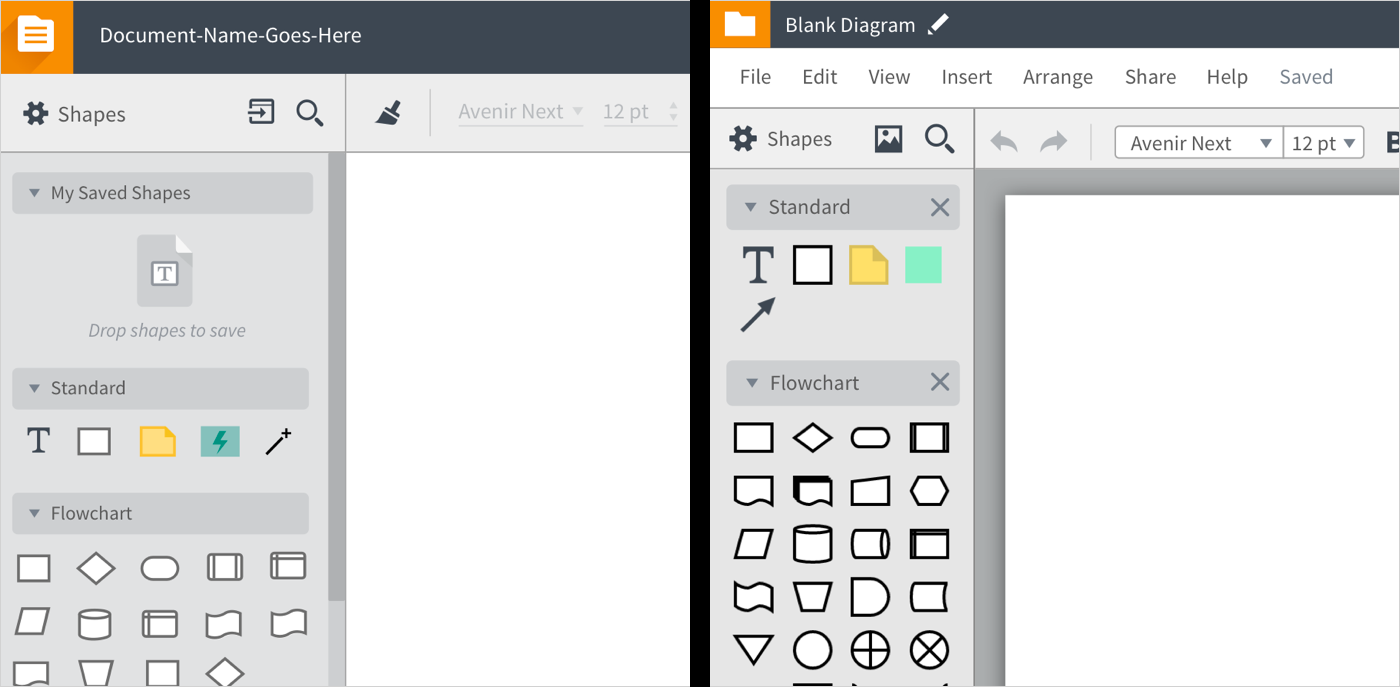 Document-Name-Goes-Here
Shapes
Avenir Next
12 pt
My Saved Shapes
T
Drop shapes to save
Standard
T
Flowchart
Blank Diagram
File Edit View Insert Arrange Share Help Saved
Shapes
Avenir Next
12 pt
B
Standard
T
Flowchart